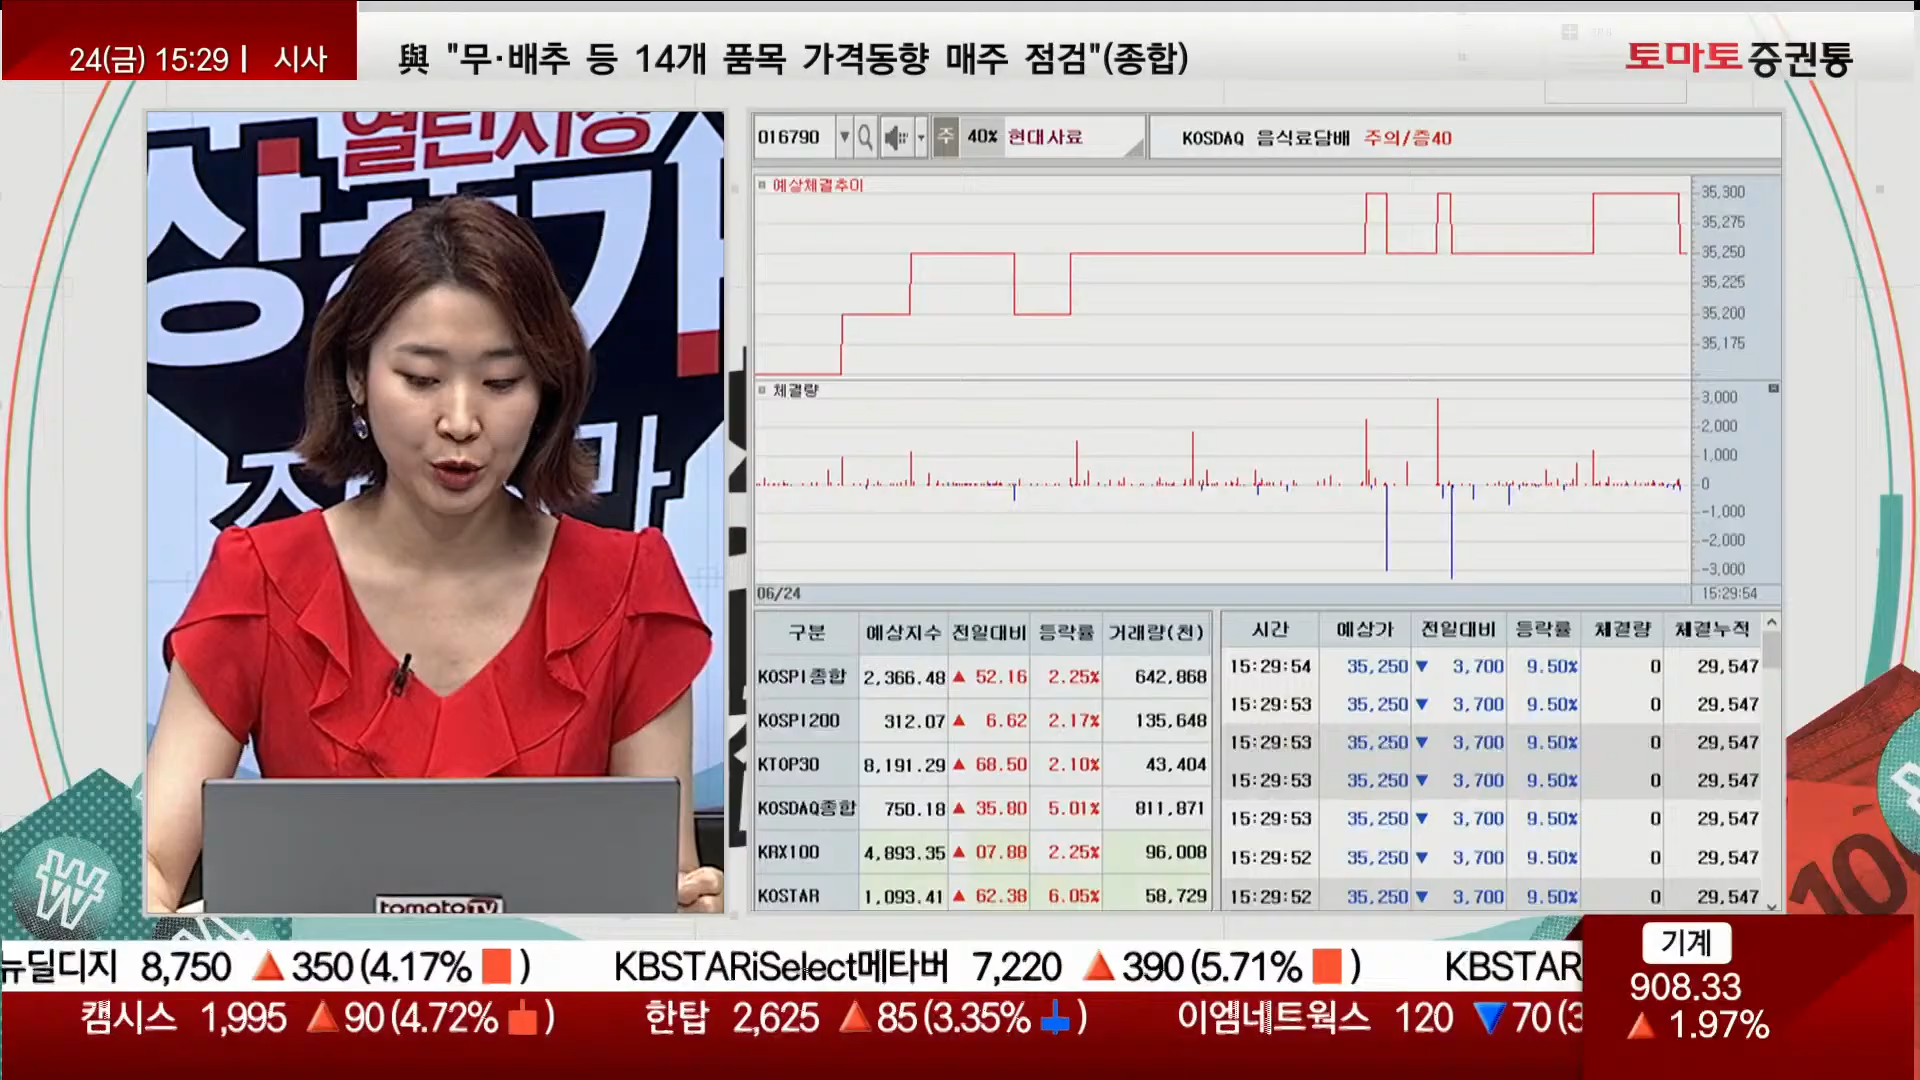 24(금) 15:29 | 시사
與 "무·배추 등 14개 품목 가격동향 매주 점검"(종합)
토마토증권통
열린시장
016790 주 40% 현대사료 KOSDAQ 음식료담배 주의/증40
예상체결추이
35,300
35,275
35,250
35,225
35,200
35,175
체결량
3,000
2,000
1,000
0
-1,000
-2,000
-3,000
06/24 15:29:54
구분 예상지수 전일대비 등락률 거래량(천)
KOSPI종합 2,366.48 ▲ 52.16 2.25% 642,868
KOSPI200 312.07 ▲ 6.62 2.17% 135,648
KTOP30 8,191.29 ▲ 68.50 2.10% 43,404
KOSDAQ종합 750.18 ▲ 35.80 5.01% 811,871
KRX100 4,893.35 ▲ 07.88 2.25% 96,008
KOSTAR 1,093.41 ▲ 62.38 6.05% 58,729
시간 예상가 전일대비 등락률 체결량 체결누적
15:29:54 35,250 ▼ 3,700 9.50% 0 29,547
15:29:53 35,250 ▼ 3,700 9.50% 0 29,547
15:29:53 35,250 ▼ 3,700 9.50% 0 29,547
15:29:53 35,250 ▼ 3,700 9.50% 0 29,547
15:29:53 35,250 ▼ 3,700 9.50% 0 29,547
15:29:52 35,250 ▼ 3,700 9.50% 0 29,547
15:29:52 35,250 ▼ 3,700 9.50% 0 29,547
tomatoTV
뉴딜디지 8,750 ▲350(4.17% ) KBSTARiSelect메타버 7,220 ▲390(5.71% ) KBSTAR
캠시스 1,995 ▲90(4.72% ) 한탑 2,625 ▲85(3.35% ) 이엠네트웍스 120 ▼70(3
기계
908.33
▲ 1.97%